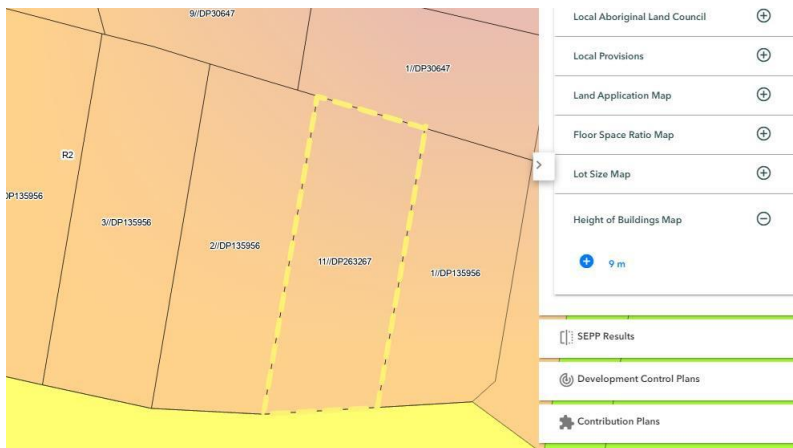 9//DP30647
1//DP30647
R2
DP135956
3//DP135956
2//DP135956
11//DP263267
1//DP135956
Local Aboriginal Land Council
Local Provisions
Land Application Map
Floor Space Ratio Map
Lot Size Map
Height of Buildings Map
9 m
SEPP Results
Development Control Plans
Contribution Plans